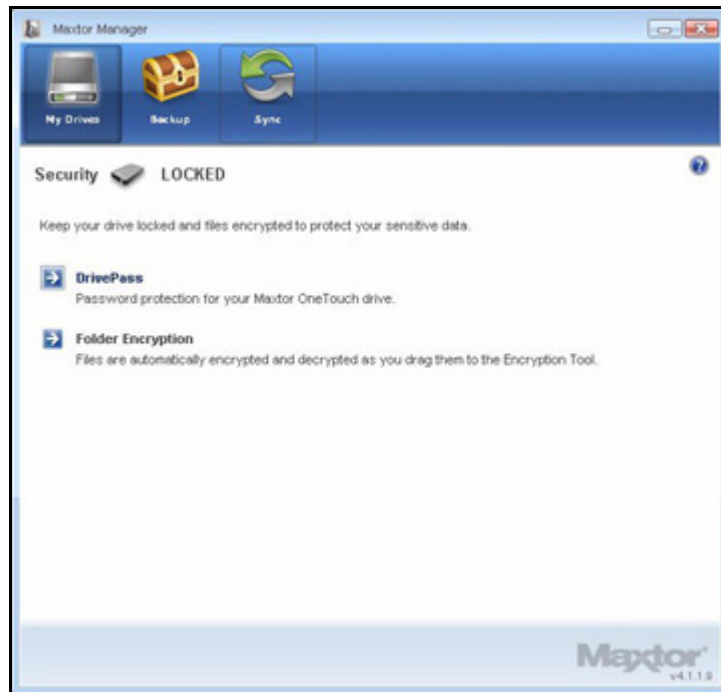 Maxtor Manager
My Drives Backup Sync
Security LOCKED
Keep your drive locked and files encrypted to protect your sensitive data.
DrivePass
Password protection for your Maxtor OneTouch drive.
Folder Encryption
Files are automatically encrypted and decrypted as you drag them to the Encryption Tool.
Maxtor
v4.1.1.9